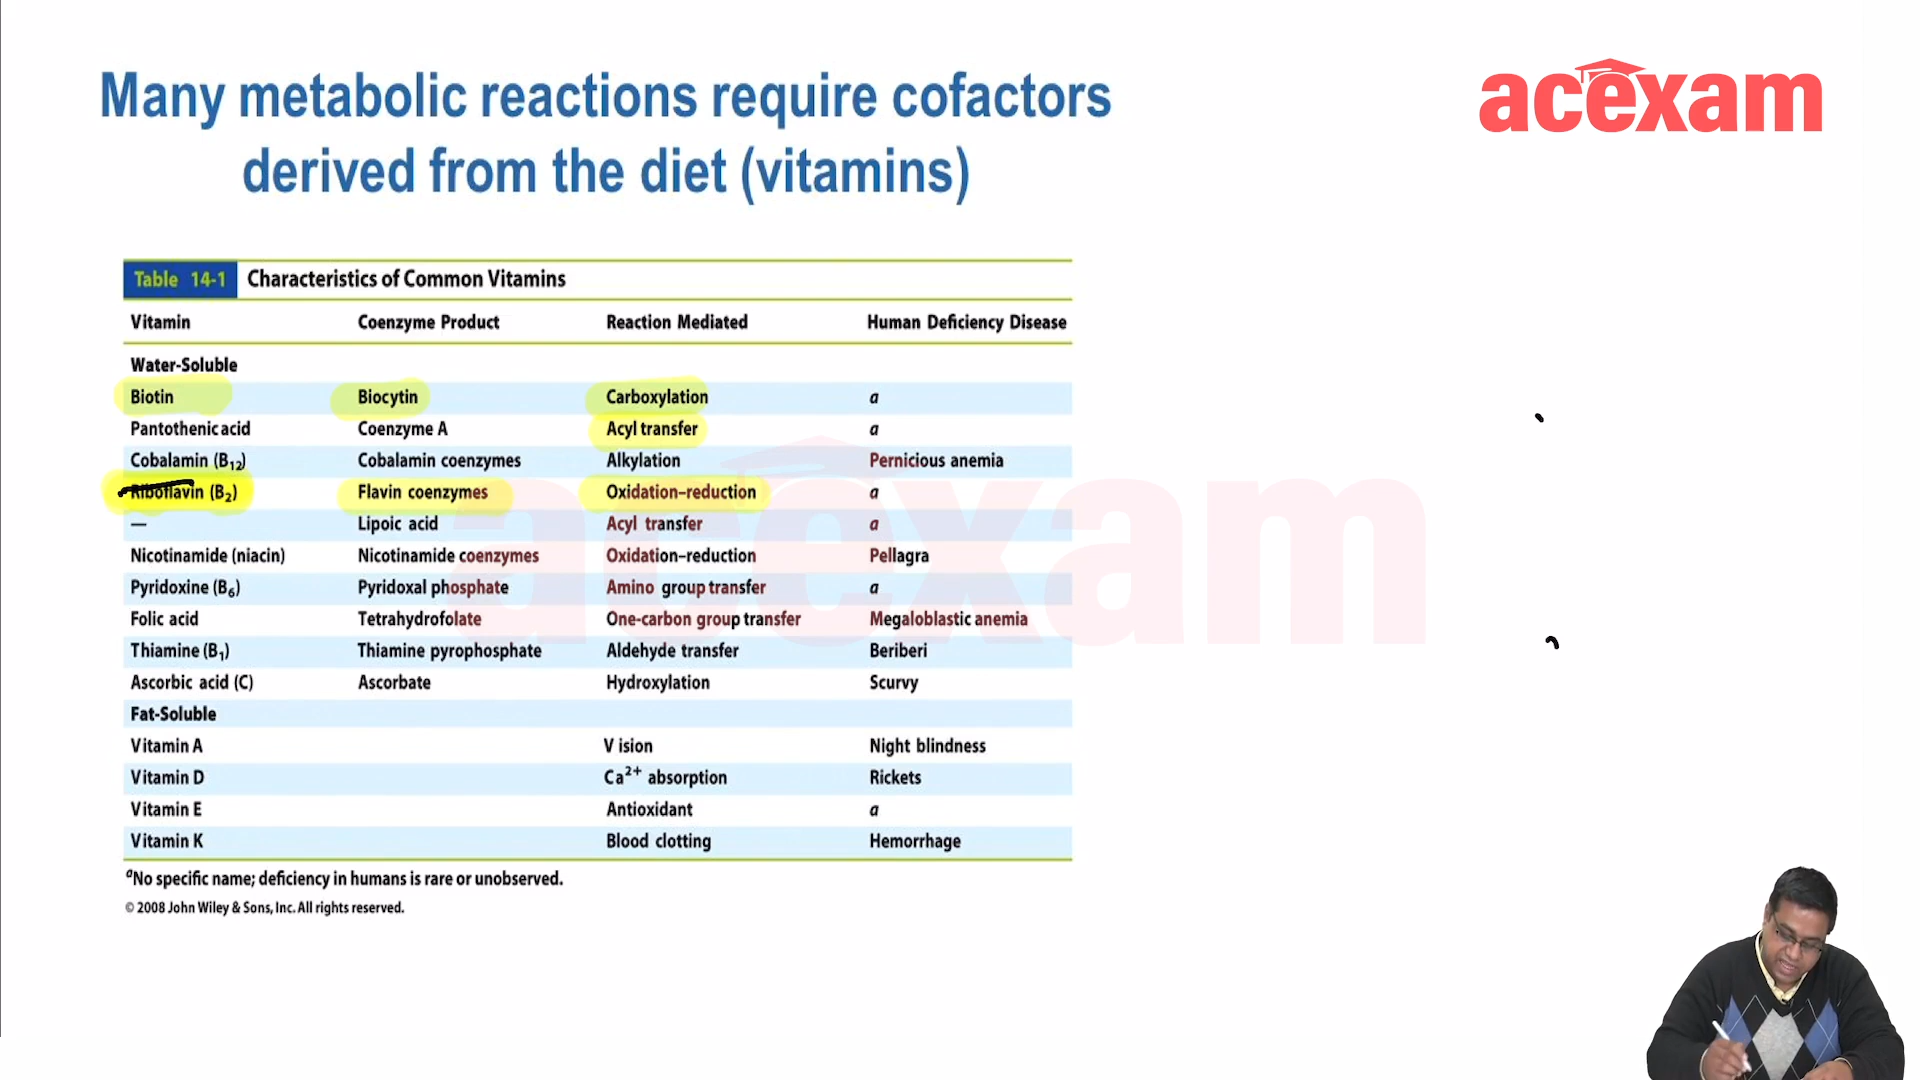 Many metabolic reactions require cofactors
derived from the diet (vitamins)
acexam
Table 14-1 Characteristics of Common Vitamins
Vitamin Coenzyme Product Reaction Mediated Human Deficiency Disease
Water-Soluble
Biotin Biocytin Carboxylation a
Pantothenic acid Coenzyme A Acyl transfer a
Cobalamin (B12) Cobalamin coenzymes Alkylation Pernicious anemia
Riboflavin (B2) Flavin coenzymes Oxidation–reduction a
— Lipoic acid Acyl transfer a
Nicotinamide (niacin) Nicotinamide coenzymes Oxidation–reduction Pellagra
Pyridoxine (B6) Pyridoxal phosphate Amino group transfer a
Folic acid Tetrahydrofolate One-carbon group transfer Megaloblastic anemia
Thiamine (B1) Thiamine pyrophosphate Aldehyde transfer Beriberi
Ascorbic acid (C) Ascorbate Hydroxylation Scurvy
Fat-Soluble
Vitamin A V ision Night blindness
Vitamin D Ca2+ absorption Rickets
Vitamin E Antioxidant a
Vitamin K Blood clotting Hemorrhage
aNo specific name; deficiency in humans is rare or unobserved.
© 2008 John Wiley & Sons, Inc. All rights reserved.
acexam